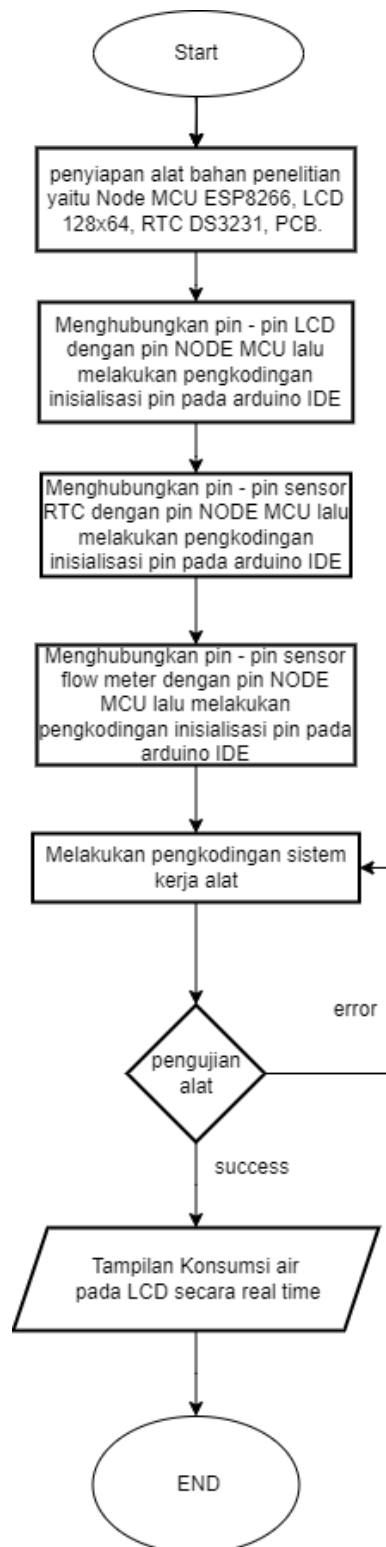 Start
penyiapan alat bahan penelitian
yaitu Node MCU ESP8266, LCD
128x64, RTC DS3231, PCB.
Menghubungkan pin - pin LCD
dengan pin NODE MCU lalu
melakukan pengkodingan
inisialisasi pin pada arduino IDE
Menghubungkan pin - pin sensor
RTC dengan pin NODE MCU lalu
melakukan pengkodingan
inisialisasi pin pada arduino IDE
Menghubungkan pin - pin sensor
flow meter dengan pin NODE
MCU lalu melakukan
pengkodingan inisialisasi pin pada
arduino IDE
Melakukan pengkodingan sistem
kerja alat
error
pengujian
alat
success
Tampilan Konsumsi air
pada LCD secara real time
END